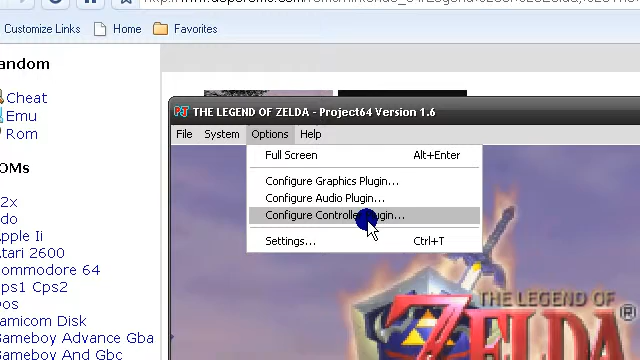 Customize Links Home Favorites
andom
Cheat
Emu
Rom
OMs
2x
do
pple Ii
tari 2600
ommodore 64
ps1 Cps2
os
amicom Disk
ameboy Advance Gba
ameboy And Gbc
THE LEGEND OF ZELDA - Project64 Version 1.6
File System Options Help
Full Screen Alt+Enter
Configure Graphics Plugin...
Configure Audio Plugin...
Configure Controller Plugin...
Settings... Ctrl+T
THE LEGEND OF
ZELDA®